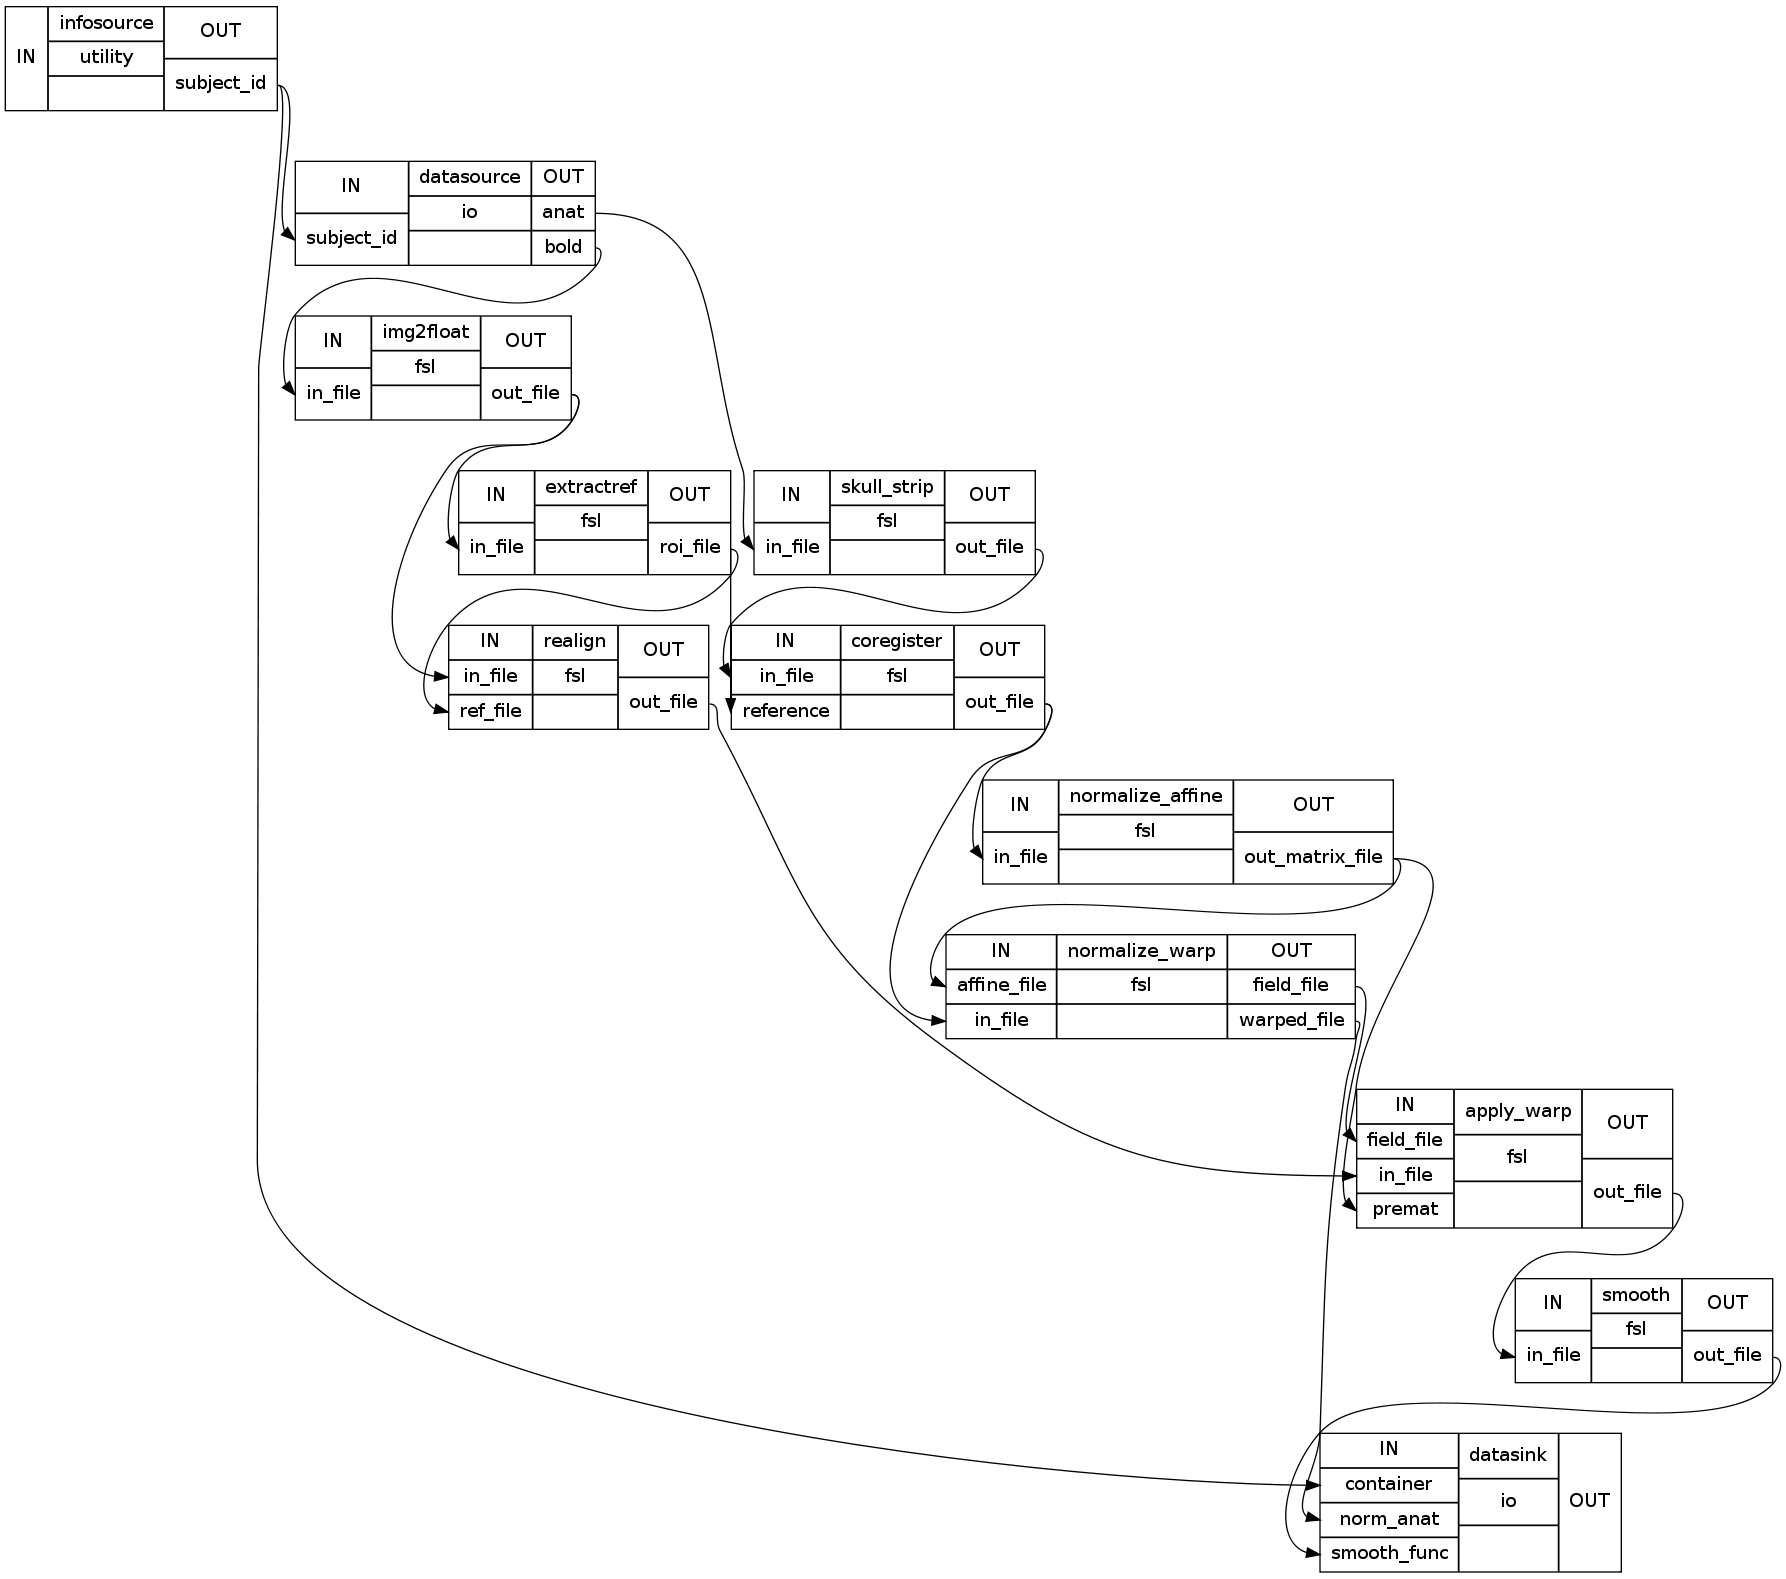 IN
infosource
utility
OUT
subject_id
IN
subject_id
datasource
io
OUT
anat
bold
IN
in_file
img2float
fsl
OUT
out_file
IN
in_file
extractref
fsl
OUT
roi_file
IN
in_file
skull_strip
fsl
OUT
out_file
IN
in_file
ref_file
realign
fsl
OUT
out_file
IN
in_file
reference
coregister
fsl
OUT
out_file
IN
in_file
normalize_affine
fsl
OUT
out_matrix_file
IN
affine_file
in_file
normalize_warp
fsl
OUT
field_file
warped_file
IN
field_file
in_file
premat
apply_warp
fsl
OUT
out_file
IN
in_file
smooth
fsl
OUT
out_file
IN
container
norm_anat
smooth_func
datasink
io
OUT